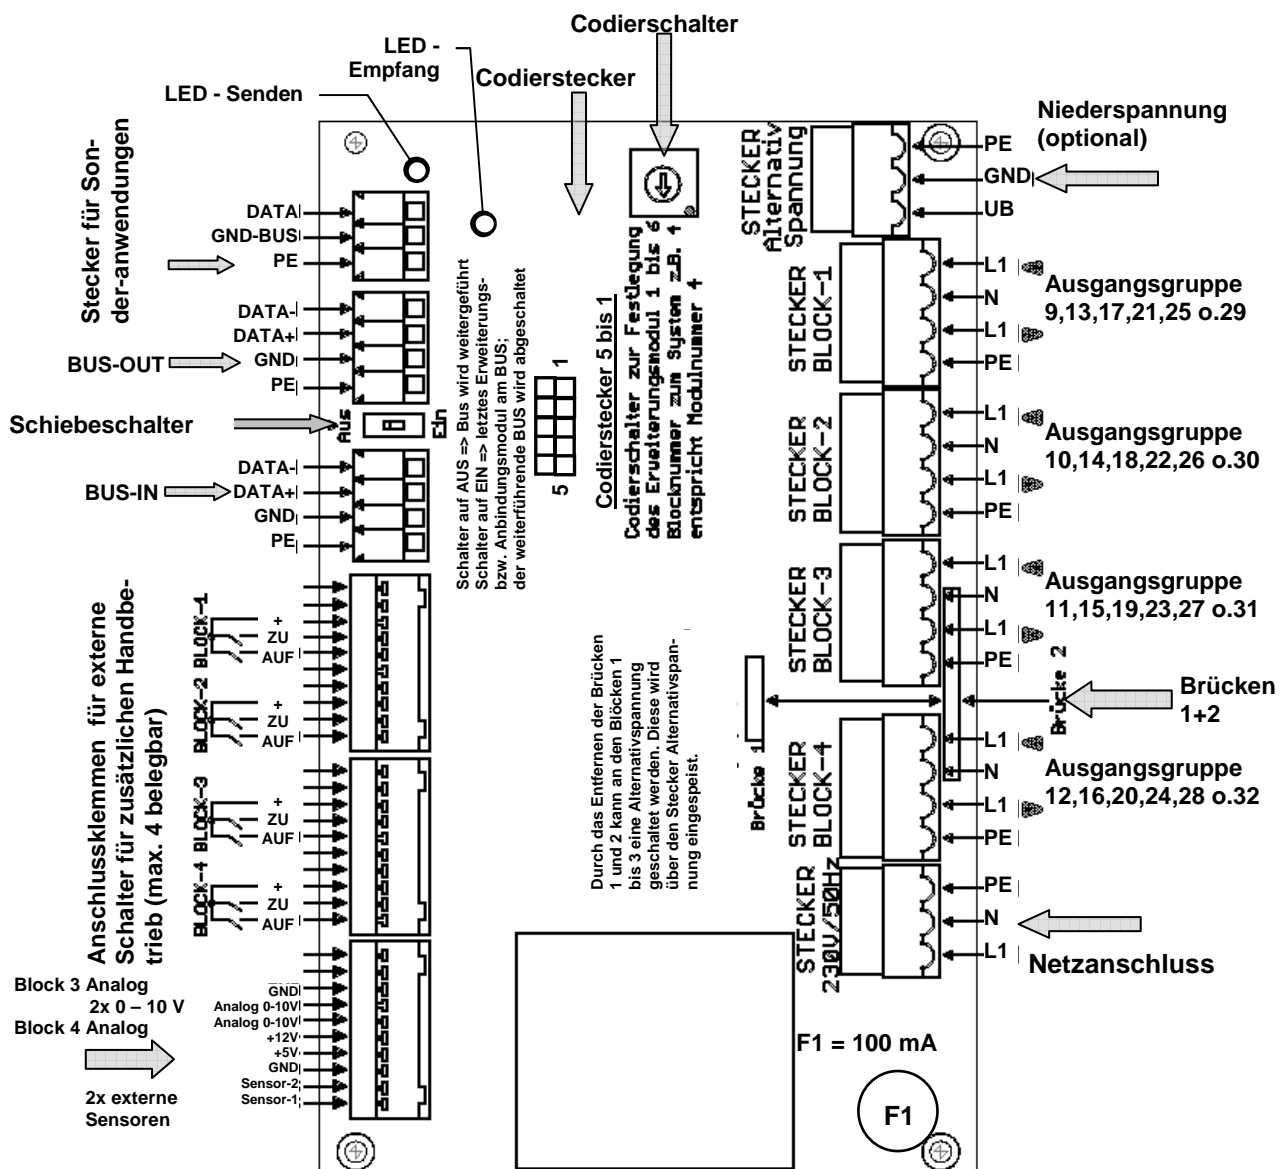 Codierschalter
LED -
Empfang
Codierstecker
LED - Senden
Niederspannung
(optional)
Stecker für Son-
der-anwendungen
DATA
GND-BUS
PE
DATA-
DATA+
GND
PE
BUS-OUT
Schiebeschalter
Aus
Ein
DATA-
DATA+
GND
PE
BUS-IN
Schalter auf AUS => Bus wird weitergeführt
Schalter auf EIN => letztes Erweiterungs-
bzw. Anbindungsmodul am BUS;
der weiterführende BUS wird abgeschaltet
1
5
Codierstecker 5 bis 1
Codierschalter zur Festlegung
des Erweiterungsmodul 1 bis 6
Blocknummer zum System z.B. 4
entspricht Modulnummer 4
STECKER
Alternativ
Spannung
PE
GND
UB
STECKER
BLOCK-1
L1
N
L1
PE
Ausgangsgruppe
9,13,17,21,25 o.29
STECKER
BLOCK-2
L1
N
L1
PE
Ausgangsgruppe
10,14,18,22,26 o.30
STECKER
BLOCK-3
L1
N
L1
PE
Ausgangsgruppe
11,15,19,23,27 o.31
Brücke 1
Brücke 2
Brücken
1+2
STECKER
BLOCK-4
L1
N
L1
PE
Ausgangsgruppe
12,16,20,24,28 o.32
STECKER
230V/50Hz
PE
N
L1
Netzanschluss
Durch das Entfernen der Brücken
1 und 2 kann an den Blöcken 1
bis 3 eine Alternativspannung
geschaltet werden. Diese wird
über den Stecker Alternativspan-
nung eingespeist.
Anschlussklemmen für externe
Schalter für zusätzlichen Handbe-
trieb (max. 4 belegbar)
BLOCK-1
+
ZU
AUF
BLOCK-2
+
ZU
AUF
BLOCK-3
+
ZU
AUF
BLOCK-4
+
ZU
AUF
Block 3 Analog
2x 0 – 10 V
Block 4 Analog
2x externe
Sensoren
GND
Analog 0-10V
Analog 0-10V
+12V
+5V
GND
Sensor-2
Sensor-1
F1 = 100 mA
F1